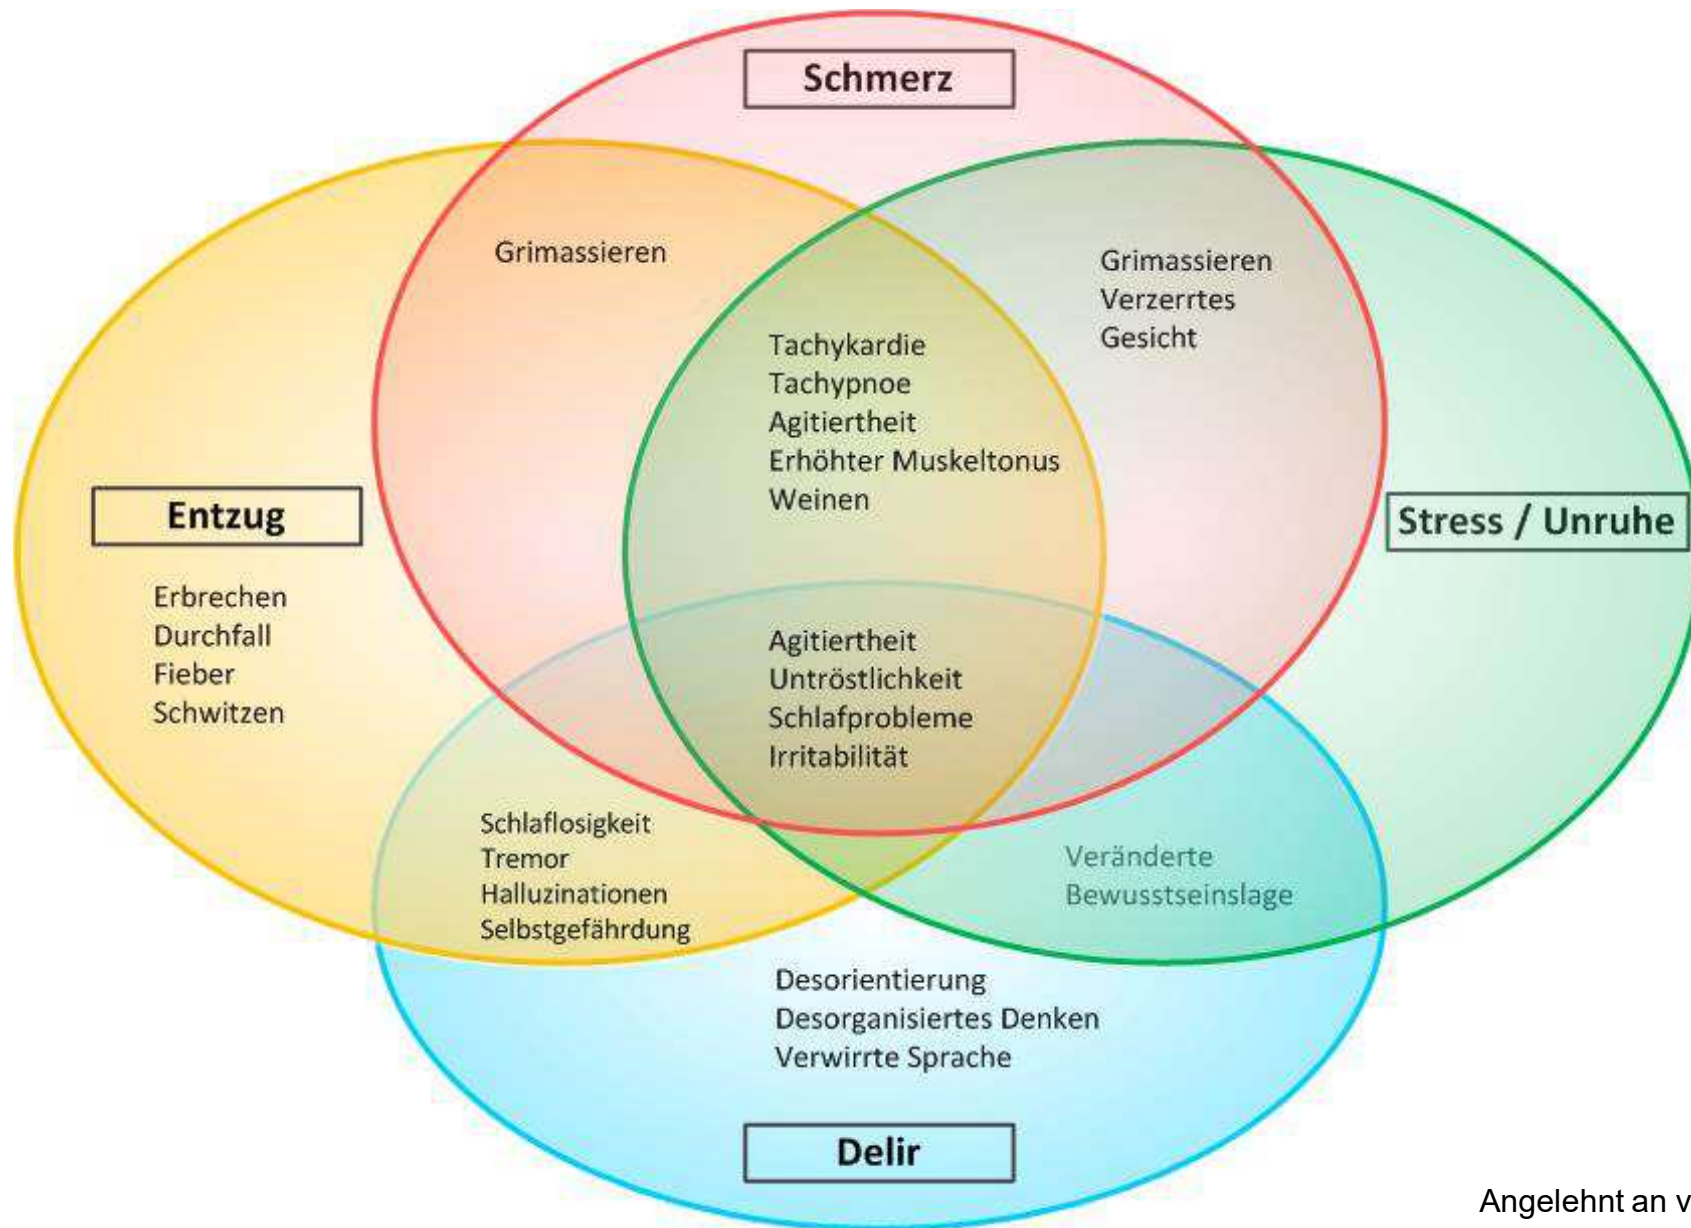 Schmerz
Grimassieren
Grimassieren
Verzerrtes
Gesicht
Tachykardie
Tachypnoe
Agitiertheit
Erhöhter Muskeltonus
Weinen
Entzug
Erbrechen
Durchfall
Fieber
Schwitzen
Stress / Unruhe
Agitiertheit
Untröstlichkeit
Schlafprobleme
Irritabilität
Schlaflosigkeit
Tremor
Halluzinationen
Selbstgefährdung
Veränderte
Bewusstseinslage
Desorientierung
Desorganisiertes Denken
Verwirrte Sprache
Delir
Angelehnt an v